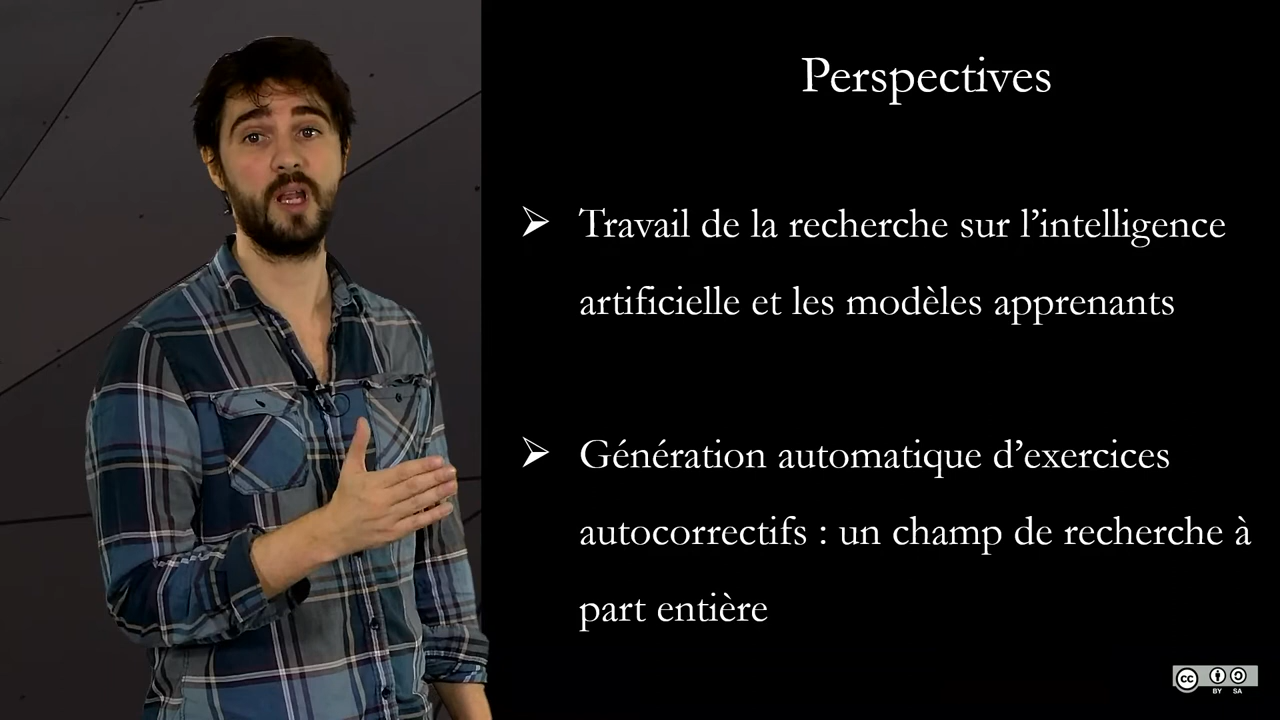 Perspectives
➢ Travail de la recherche sur l’intelligence
artificielle et les modèles apprenants
➢ Génération automatique d’exercices
autocorrectifs : un champ de recherche à
part entière
cc
BY SA